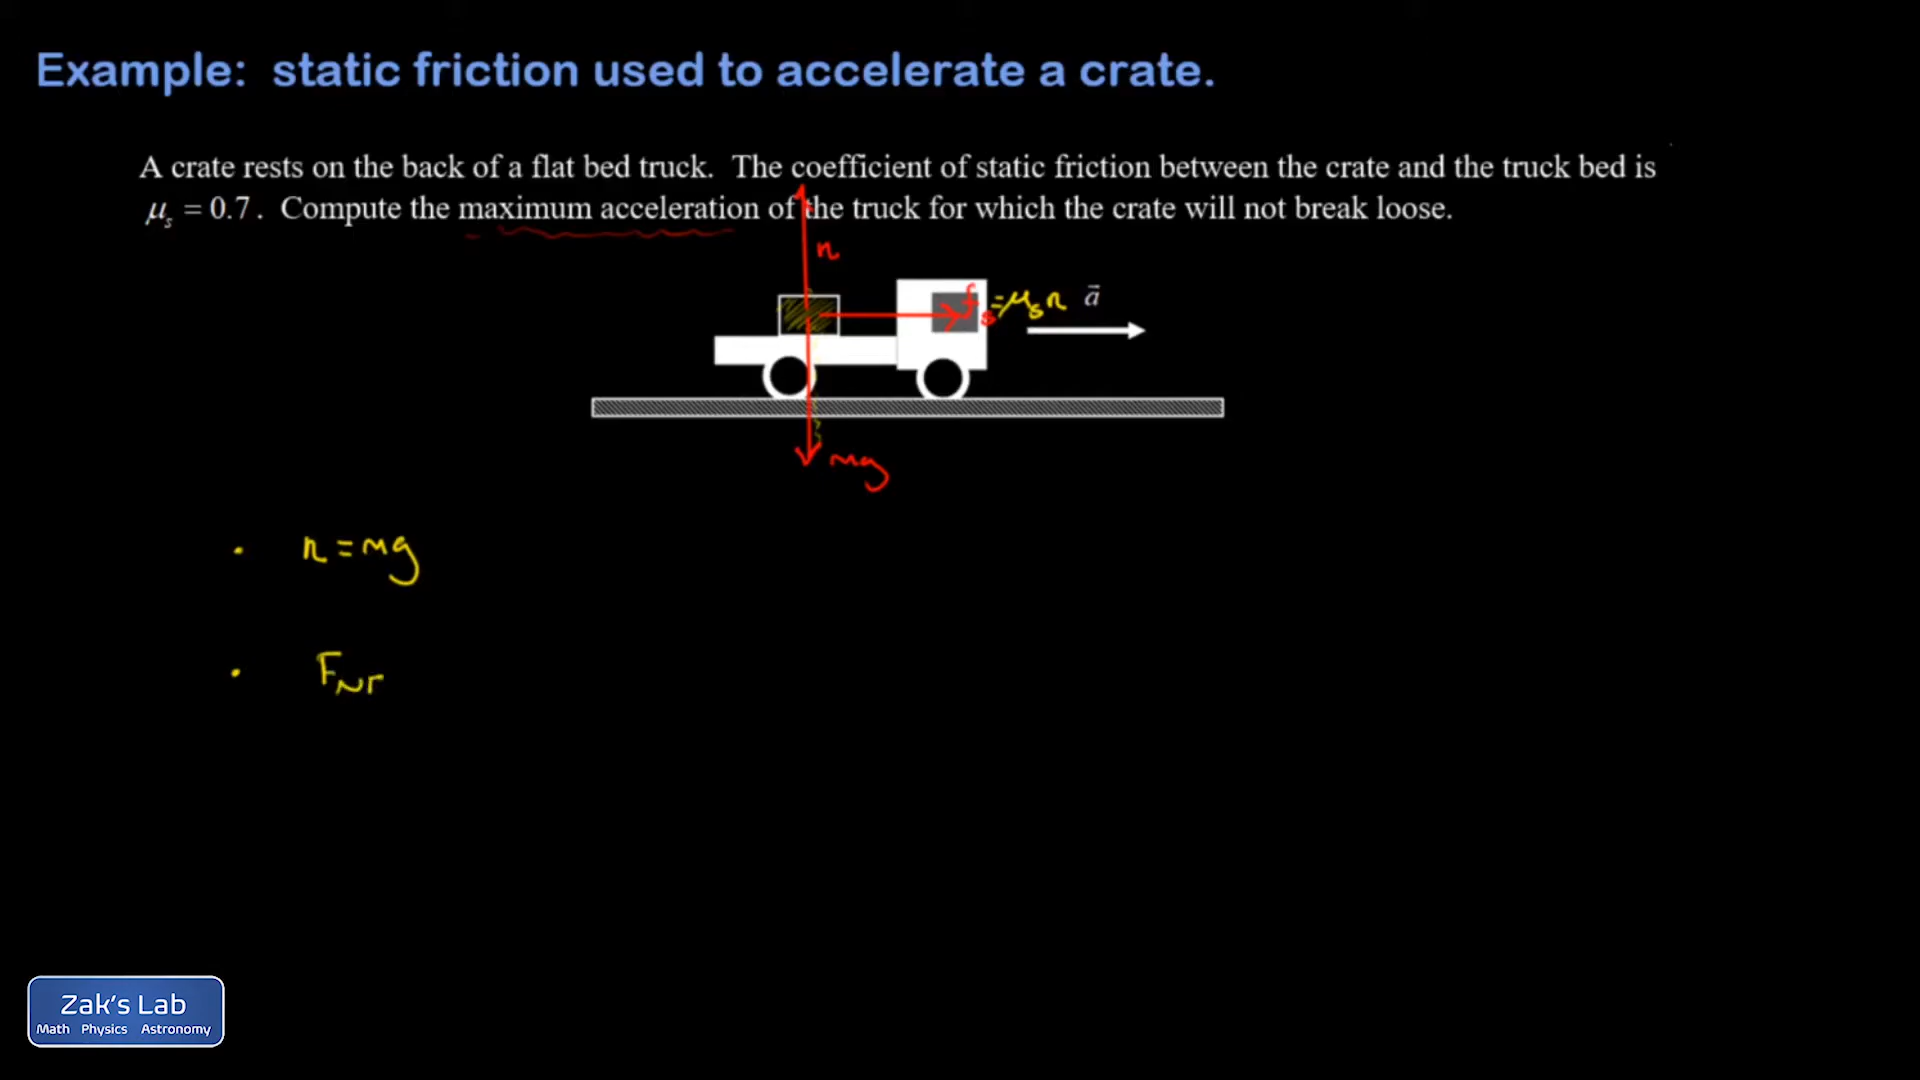 Example: static friction used to accelerate a crate.
A crate rests on the back of a flat bed truck. The coefficient of static friction between the crate and the truck bed is
μs = 0.7. Compute the maximum acceleration of the truck for which the crate will not break loose.
n
fs =μs n a⃗
mg
• n = mg
• FNr
Zak's Lab
Math Physics Astronomy